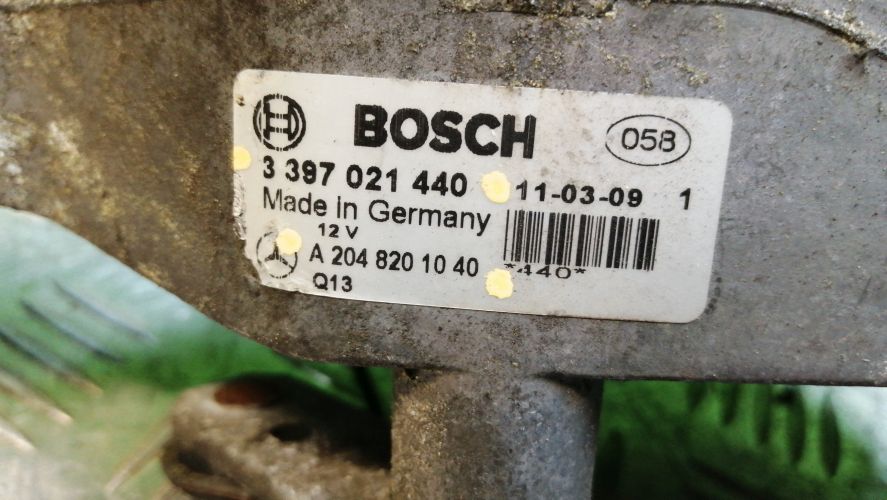 BOSCH 058
3 397 021 440 11-03-09 1
Made in Germany
12 V
A 204 820 10 40 *440*
Q13